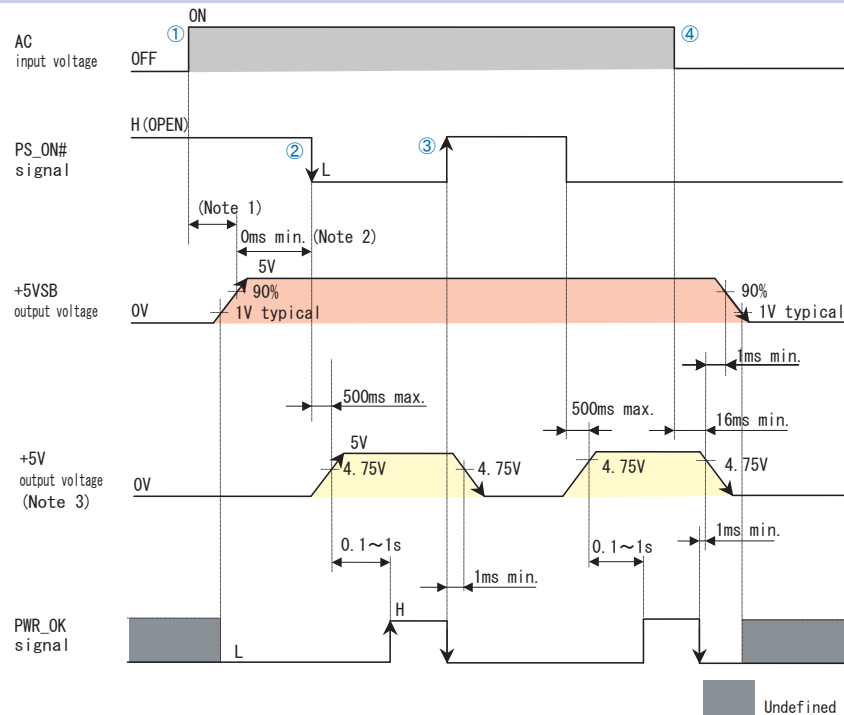 ON
①
④
AC
input voltage
OFF
H(OPEN)
PS_ON#
signal
②
③
L
(Note 1)
0ms min.(Note 2)
5V
+5VSB
output voltage
90%
90%
0V
1V typical
1V typical
1ms min.
500ms max.
500ms max.
16ms min.
5V
+5V
output voltage
(Note 3)
4.75V
4.75V
4.75V
4.75V
0V
1ms min.
0.1～1s
0.1～1s
1ms min.
H
PWR_OK
signal
L
Undefined